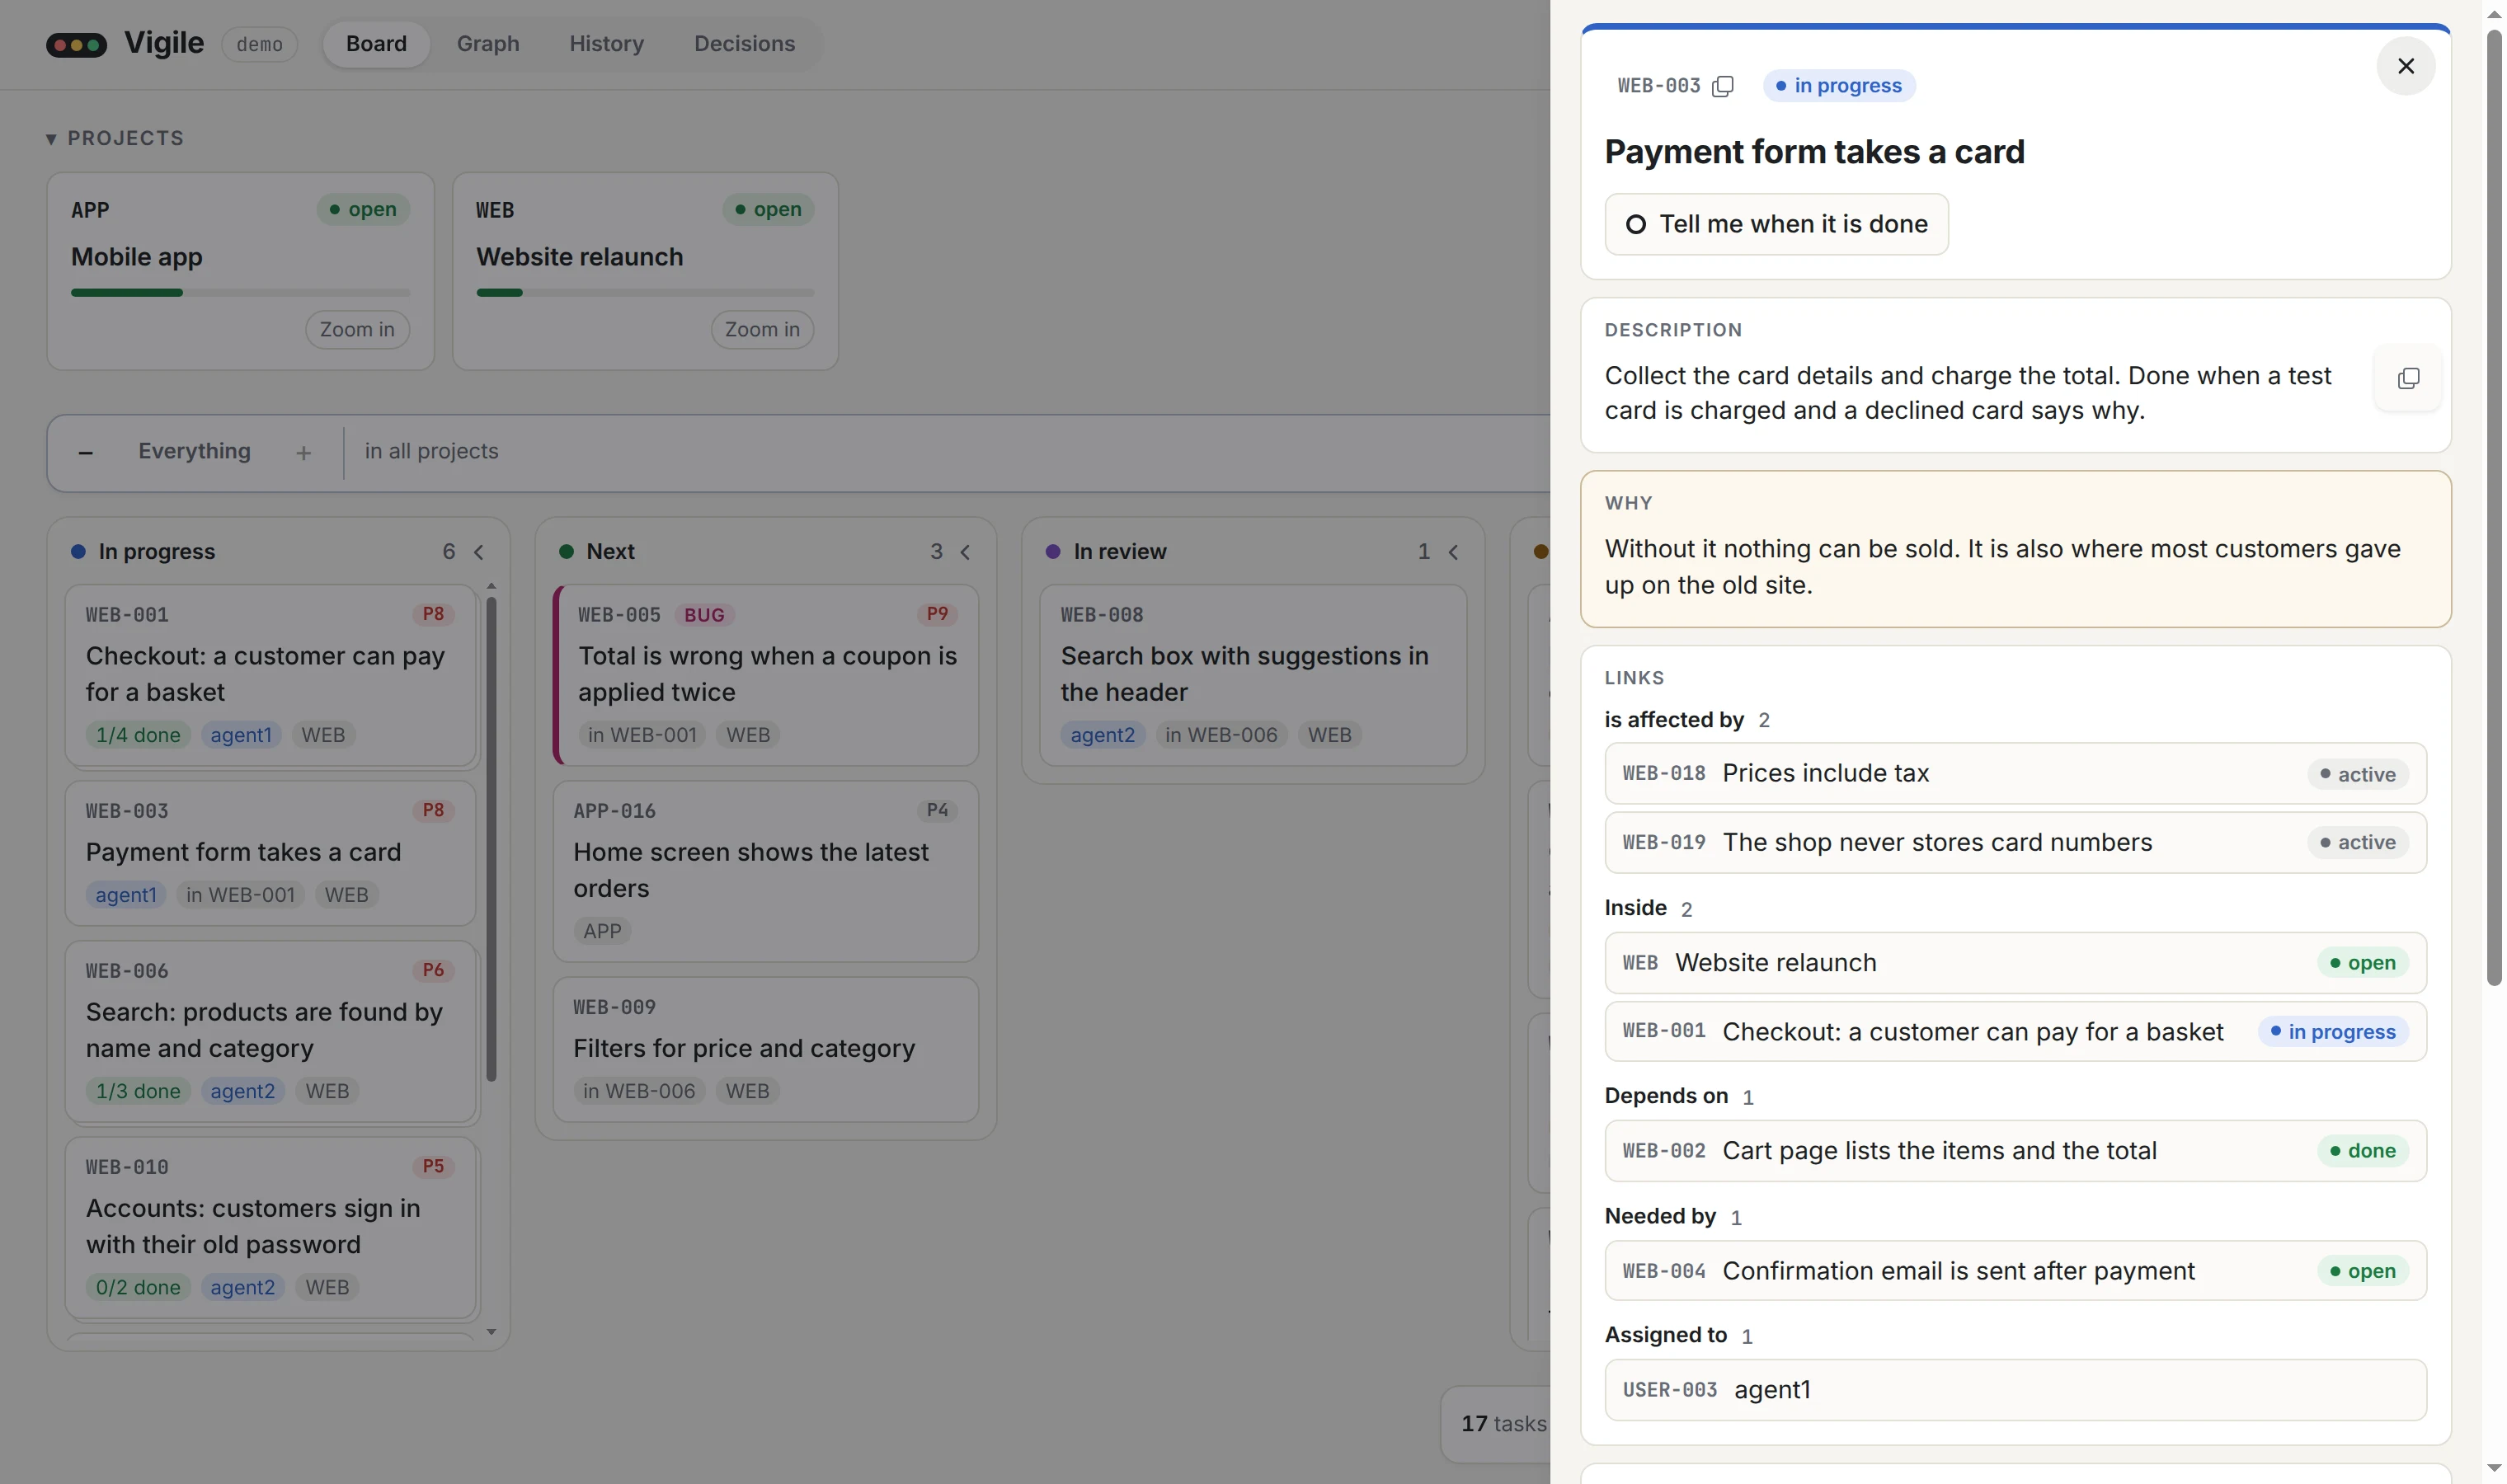 Vigile
demo
Board
Graph
History
Decisions
PROJECTS
APP
open
Mobile app
Zoom in
WEB
open
Website relaunch
Zoom in
Everything
in all projects
In progress
6
WEB-001
P8
Checkout: a customer can pay
for a basket
1/4 done
agent1
WEB
WEB-003
P8
Payment form takes a card
agent1
in WEB-001
WEB
WEB-006
P6
Search: products are found by
name and category
1/3 done
agent2
WEB
WEB-010
P5
Accounts: customers sign in
with their old password
0/2 done
agent2
WEB
Next
3
WEB-005
BUG
P9
Total is wrong when a coupon is
applied twice
in WEB-001
WEB
APP-016
P4
Home screen shows the latest
orders
APP
WEB-009
Filters for price and category
in WEB-006
WEB
In review
1
WEB-008
Search box with suggestions in
the header
agent2
in WEB-006
WEB
17 tasks
WEB-003
in progress
Payment form takes a card
Tell me when it is done
DESCRIPTION
Collect the card details and charge the total. Done when a test
card is charged and a declined card says why.
WHY
Without it nothing can be sold. It is also where most customers gave
up on the old site.
LINKS
is affected by 2
WEB-018 Prices include tax active
WEB-019 The shop never stores card numbers active
Inside 2
WEB Website relaunch open
WEB-001 Checkout: a customer can pay for a basket in progress
Depends on 1
WEB-002 Cart page lists the items and the total done
Needed by 1
WEB-004 Confirmation email is sent after payment open
Assigned to 1
USER-003 agent1